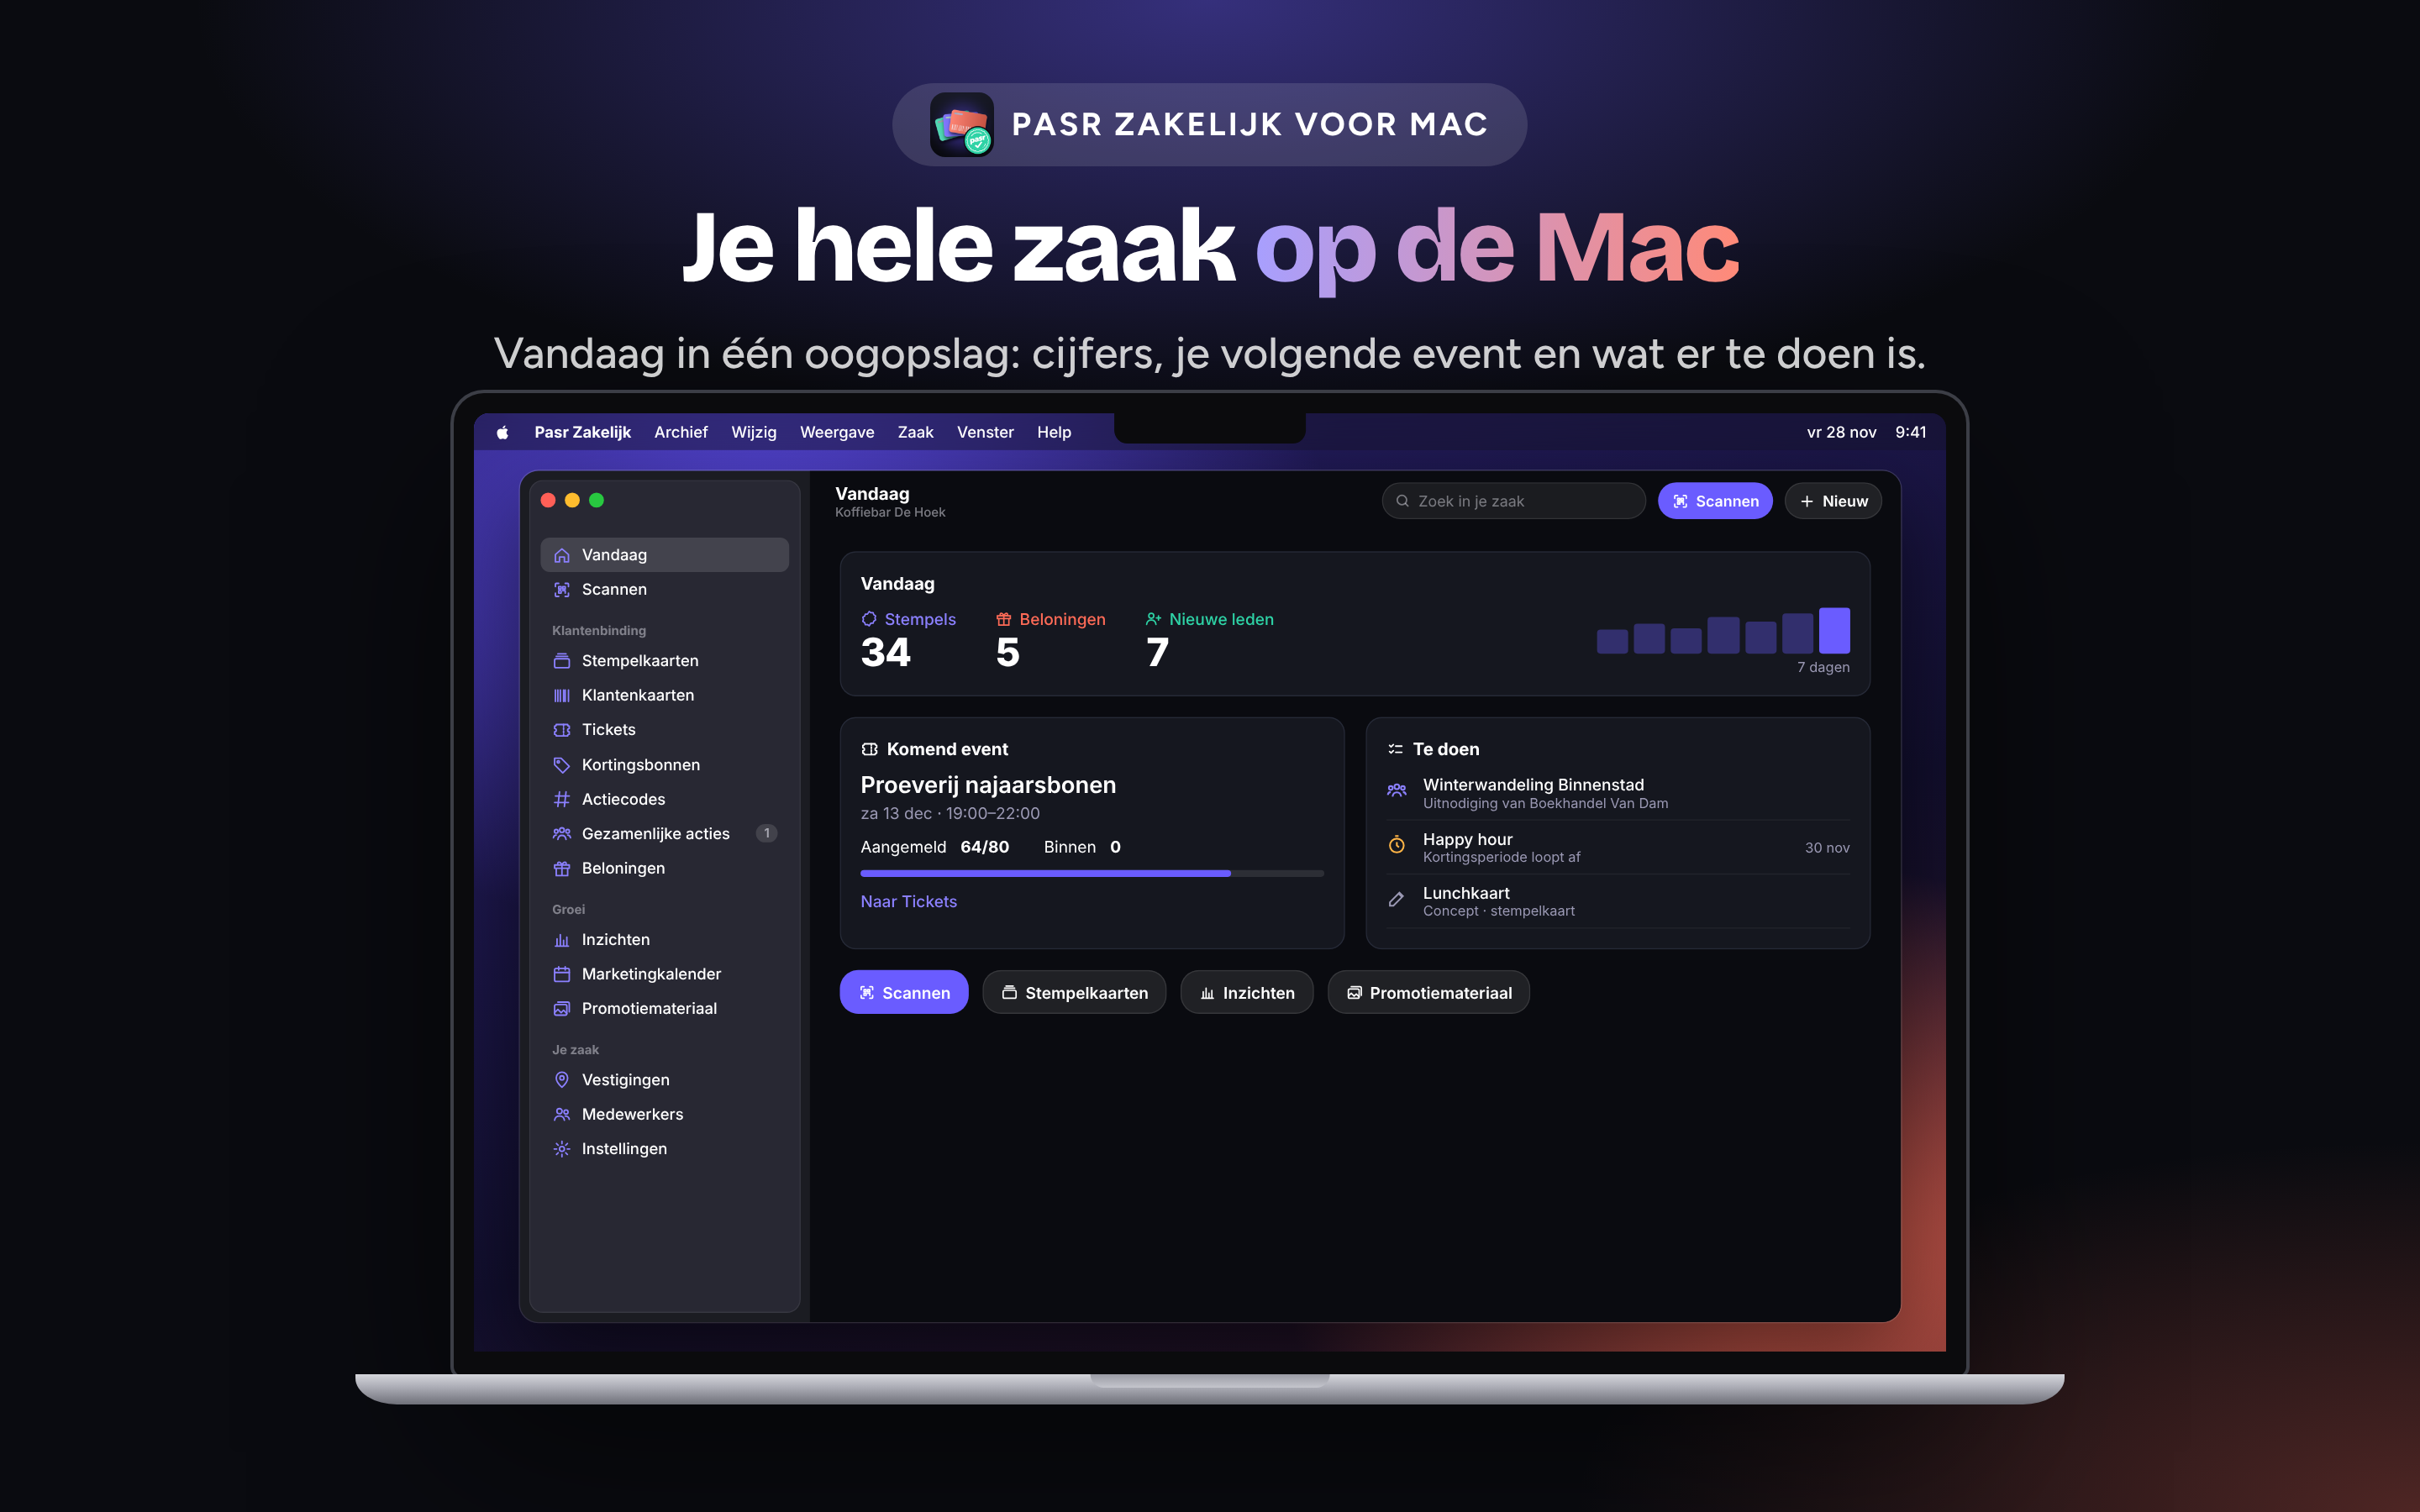 PASR ZAKELIJK VOOR MAC
Je hele zaak op de Mac
Vandaag in één oogopslag: cijfers, je volgende event en wat er te doen is.
Pasr Zakelijk Archief Wijzig Weergave Zaak Venster Help vr 28 nov 9:41
Vandaag
Scannen
Klantenbinding
Stempelkaarten
Klantenkaarten
Tickets
Kortingsbonnen
Actiecodes
Gezamenlijke acties 1
Beloningen
Groei
Inzichten
Marketingkalender
Promotiemateriaal
Je zaak
Vestigingen
Medewerkers
Instellingen
Vandaag
Koffiebar De Hoek
Zoek in je zaak Scannen Nieuw
Vandaag
Stempels Beloningen Nieuwe leden
34 5 7
7 dagen
Komend event
Proeverij najaarsbonen
za 13 dec · 19:00–22:00
Aangemeld 64/80 Binnen 0
Naar Tickets
Te doen
Winterwandeling Binnenstad
Uitnodiging van Boekhandel Van Dam
Happy hour
Kortingsperiode loopt af 30 nov
Lunchkaart
Concept · stempelkaart
Scannen Stempelkaarten Inzichten Promotiemateriaal